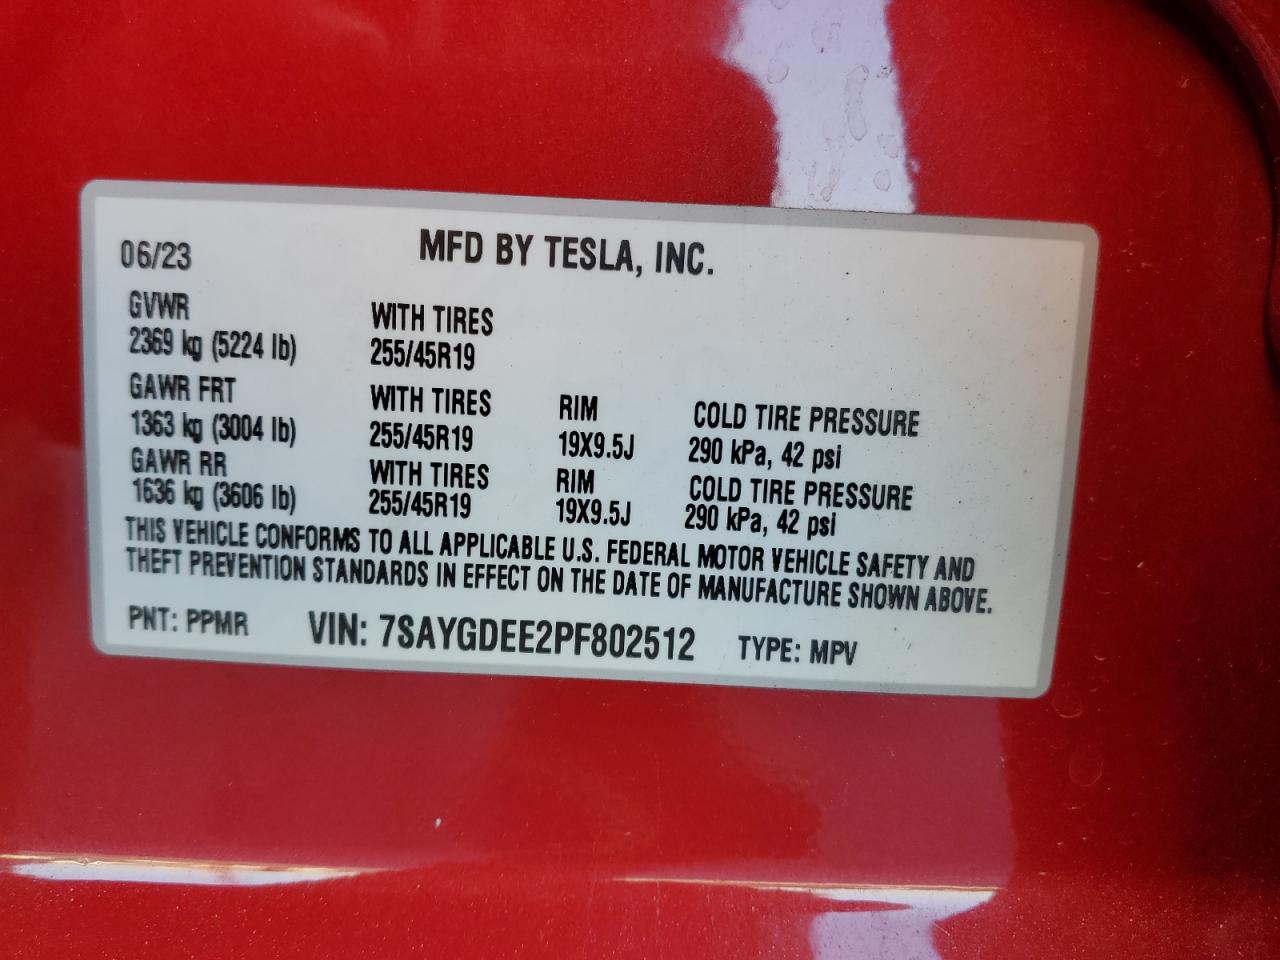 06/23 MFD BY TESLA, INC.
GVWR WITH TIRES
2369 kg (5224 lb) 255/45R19
GAWR FRT WITH TIRES RIM COLD TIRE PRESSURE
1363 kg (3004 lb) 255/45R19 19X9.5J 290 kPa, 42 psi
GAWR RR WITH TIRES RIM COLD TIRE PRESSURE
1636 kg (3606 lb) 255/45R19 19X9.5J 290 kPa, 42 psi
THIS VEHICLE CONFORMS TO ALL APPLICABLE U.S. FEDERAL MOTOR VEHICLE SAFETY AND
THEFT PREVENTION STANDARDS IN EFFECT ON THE DATE OF MANUFACTURE SHOWN ABOVE.
PNT: PPMR VIN: 7SAYGDEE2PF802512 TYPE: MPV